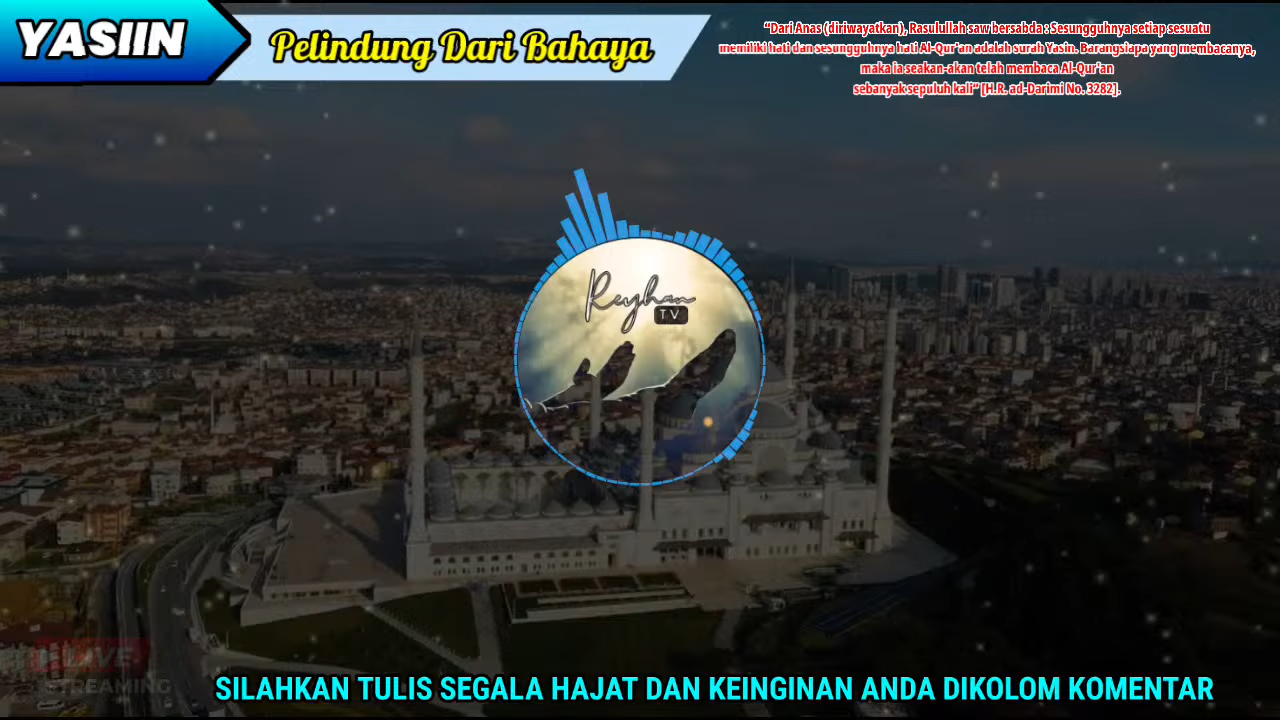 YASIIN
Pelindung Dari Bahaya
“Dari Anas (diriwayatkan), Rasulullah saw bersabda : Sesungguhnya setiap sesuatu
memiliki hati dan sesungguhnya hati Al-Qur'an adalah surah Yasin. Barangsiapa yang membacanya,
maka ia seakan-akan telah membaca Al-Qur'an
sebanyak sepuluh kali” [H.R. ad-Darimi No. 3282].
Reyhan
TV
LIVE
STREAMING
SILAHKAN TULIS SEGALA HAJAT DAN KEINGINAN ANDA DIKOLOM KOMENTAR